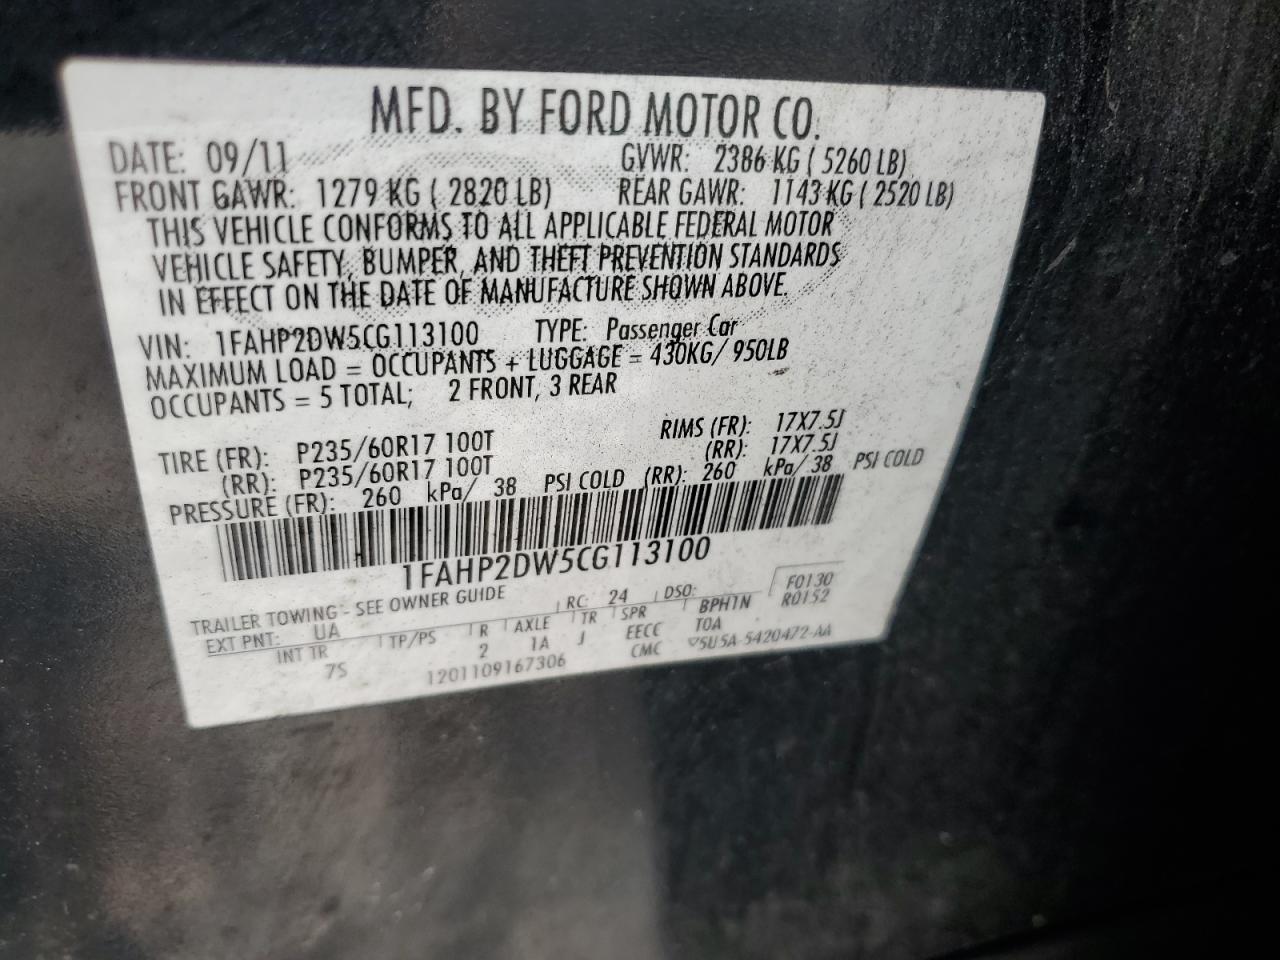 MFD. BY FORD MOTOR CO.
DATE: 09/11 GVWR: 2386 KG ( 5260 LB)
FRONT GAWR: 1279 KG ( 2820 LB) REAR GAWR: 1143 KG ( 2520 LB)
THIS VEHICLE CONFORMS TO ALL APPLICABLE FEDERAL MOTOR
VEHICLE SAFETY, BUMPER, AND THEFT PREVENTION STANDARDS
IN EFFECT ON THE DATE OF MANUFACTURE SHOWN ABOVE.
VIN: 1FAHP2DW5CG113100 TYPE: Passenger Car
MAXIMUM LOAD = OCCUPANTS + LUGGAGE = 430KG/ 950LB
OCCUPANTS = 5 TOTAL; 2 FRONT, 3 REAR
TIRE (FR): P235/60R17 100T RIMS (FR): 17X7.5J
(RR): P235/60R17 100T (RR): 17X7.5J
PRESSURE (FR): 260 kPa/ 38 PSI COLD (RR): 260 kPa/ 38 PSI COLD
1FAHP2DW5CG113100
TRAILER TOWING - SEE OWNER GUIDE
EXT PNT: UA RC: 24 DSO: F0130
INT TR TP/PS R AXLE TR SPR BPH1N R0152
7S 2 1A J EECC T0A
1201109167306 CMC 5U5A-5420472-AA